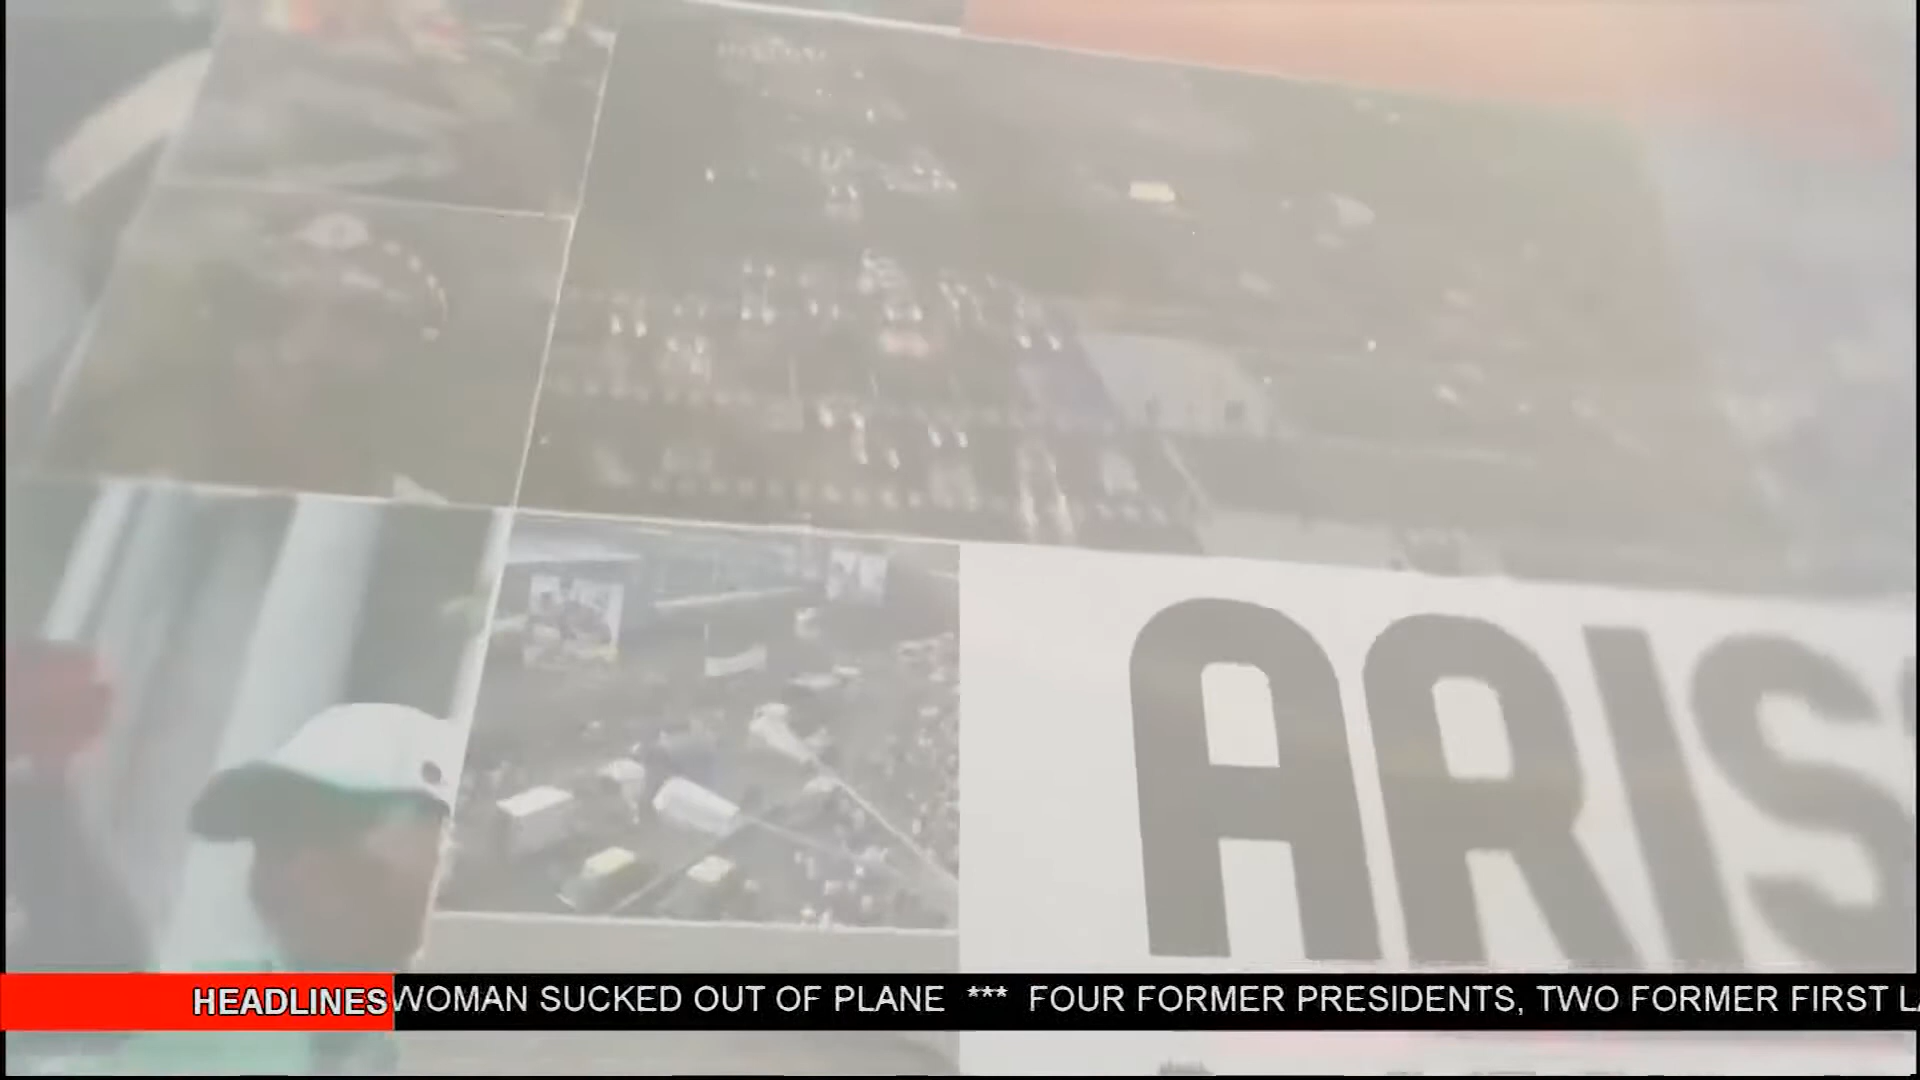 ARIS
HEADLINES WOMAN SUCKED OUT OF PLANE *** FOUR FORMER PRESIDENTS, TWO FORMER FIRST